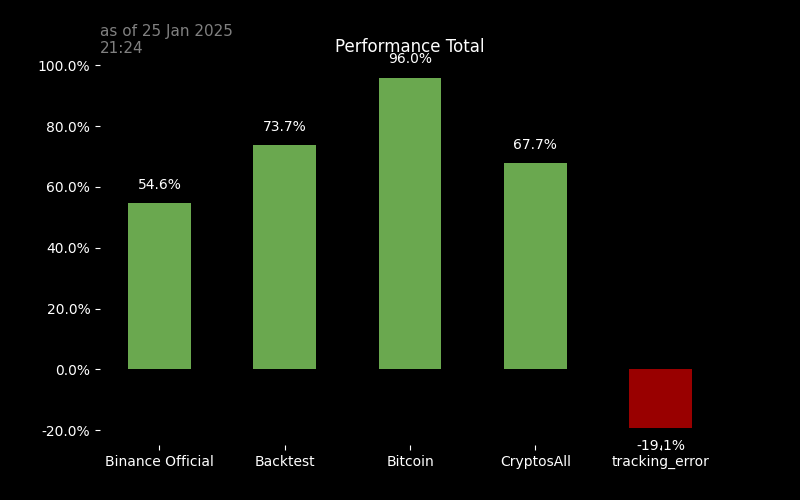 as of 25 Jan 2025
21:24
Performance Total
100.0%
80.0%
60.0%
40.0%
20.0%
0.0%
-20.0%
54.6%
73.7%
96.0%
67.7%
-19.1%
Binance Official
Backtest
Bitcoin
CryptosAll
tracking_error